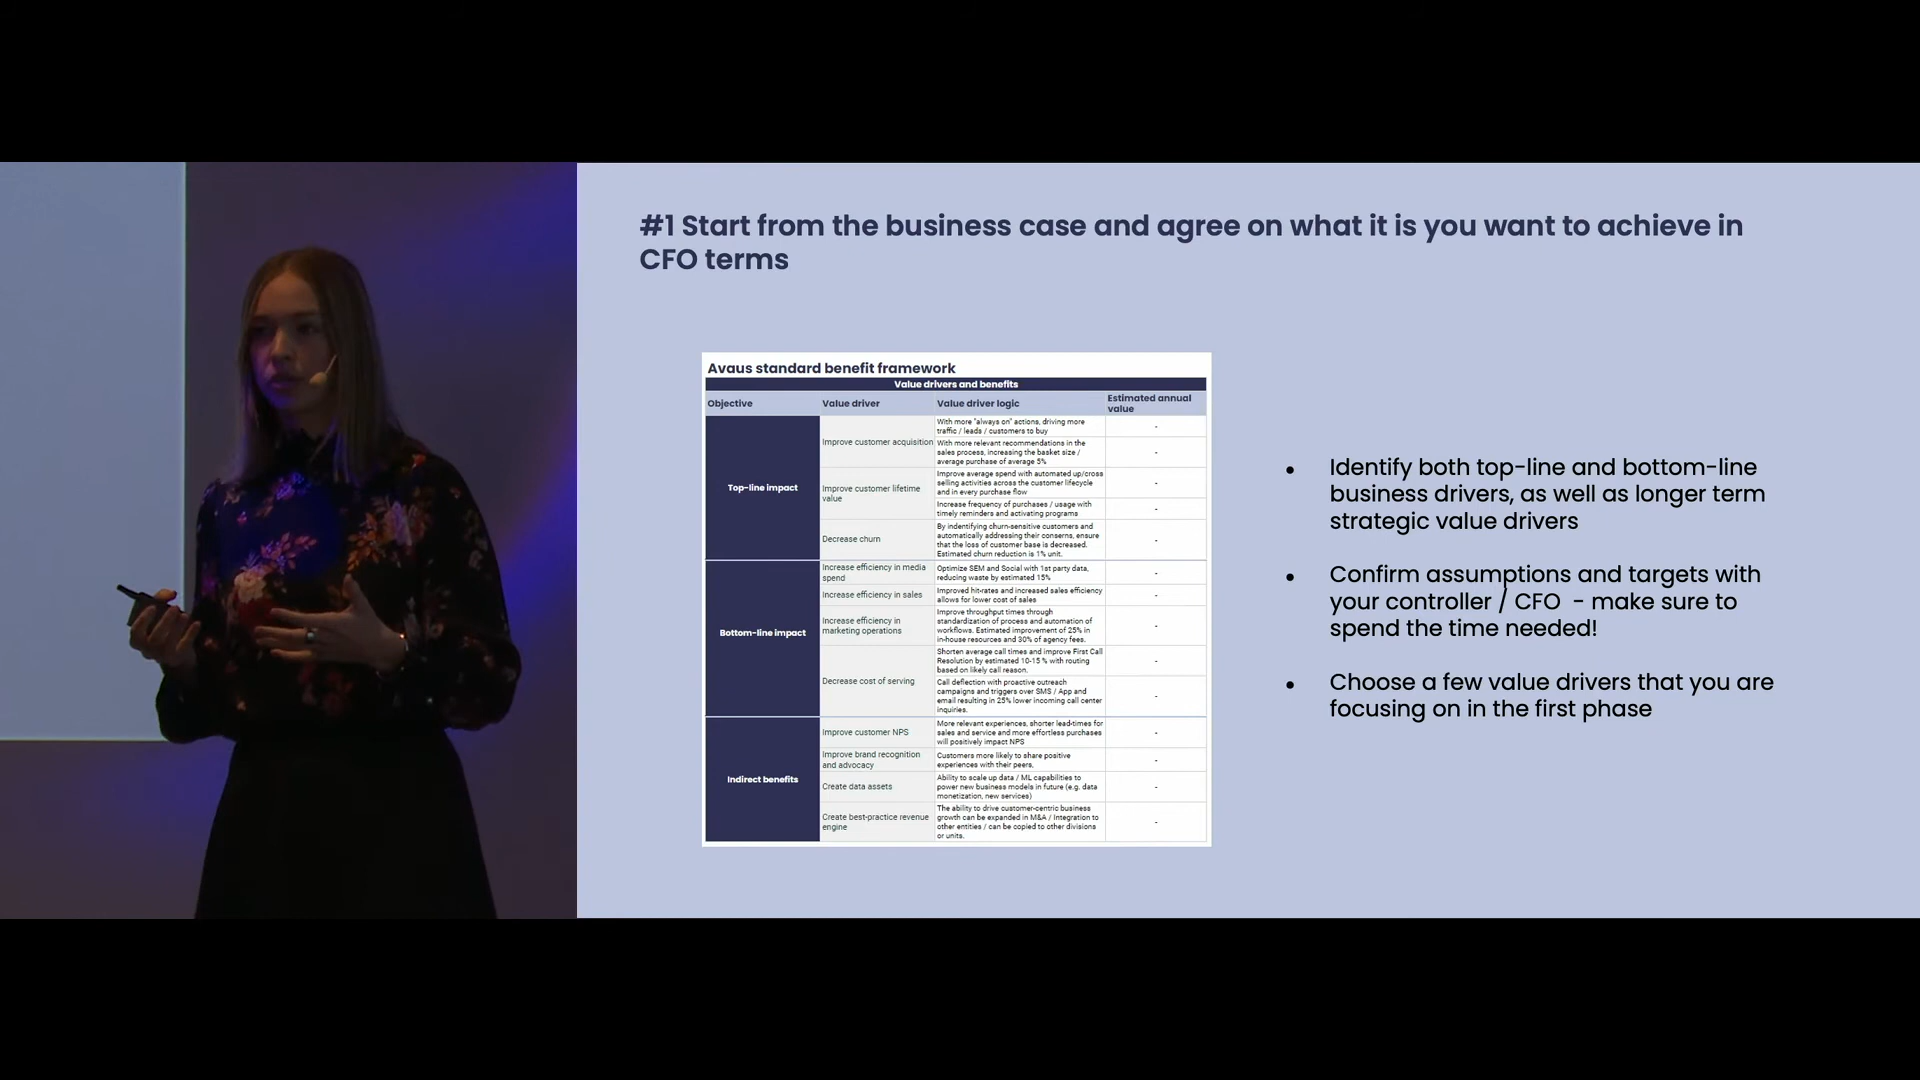 #1 Start from the business case and agree on what it is you want to achieve in
CFO terms
Avaus standard benefit framework
Value drivers and benefits
Objective
Value driver
Value driver logic
Estimated annual
value
Top-line impact
Improve customer acquisition
With more "always on" actions, driving more
traffic / leads / customers to buy
-
With more relevant recommendations in the
sales process, increasing the basket size /
average purchase of average 5%
-
Improve customer lifetime
value
Improve average spend with automated up/cross
selling activities across the customer lifecycle
and in every purchase flow
-
Increase frequency of purchases / usage with
timely reminders and activating programs
-
Decrease churn
By indentifying churn-sensitive customers and
automatically addressing their conserns, ensure
that the loss of customer base is decreased.
Estimated churn reduction is 1% unit.
-
Bottom-line impact
Increase efficiency in media
spend
Optimize SEM and Social with 1st party data,
reducing waste by estimated 15%
-
Increase efficiency in sales
Improved hit-rates and increased sales efficiency
allows for lower cost of sales
-
Increase efficiency in
marketing operations
Improve throughput times through
standardization of process and automation of
workflows. Estimated improvement of 25% in
in-house resources and 30% of agency fees.
-
Decrease cost of serving
Shorten average call times and improve First Call
Resolution by estimated 10-15 % with routing
based on likely call reason.
-
Call deflection with proactive outreach
campaigns and triggers over SMS / App and
email resulting in 25% lower incoming call center
inquiries.
-
Indirect benefits
Improve customer NPS
More relevant experiences, shorter lead-times for
sales and service and more effortless purchases
will positively impact NPS
-
Improve brand recognition
and advocacy
Customers more likely to share positive
experiences with their peers.
-
Create data assets
Ability to scale up data / ML capabilities to
power new business models in future (e.g. data
monetization, new services)
-
Create best-practice revenue
engine
The ability to drive customer-centric business
growth can be expanded in M&A / Integration to
other entities / can be copied to other divisions
or units.
-
• Identify both top-line and bottom-line
business drivers, as well as longer term
strategic value drivers
• Confirm assumptions and targets with
your controller / CFO - make sure to
spend the time needed!
• Choose a few value drivers that you are
focusing on in the first phase